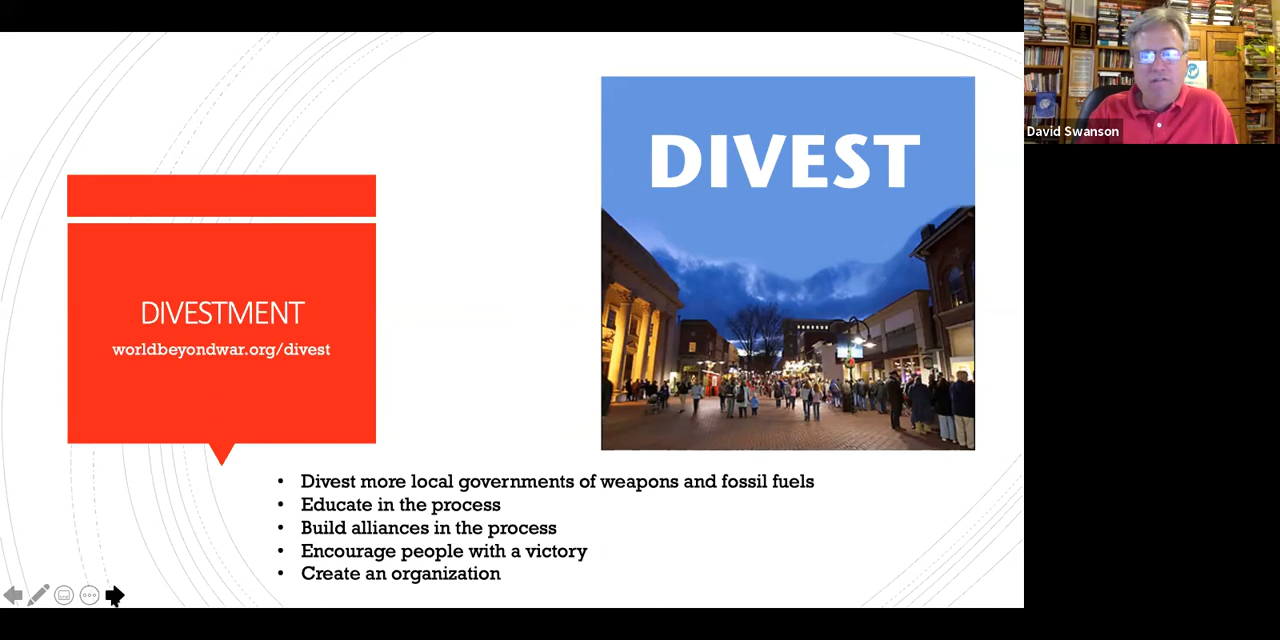 DIVEST
David Swanson
DIVESTMENT
worldbeyondwar.org/divest
• Divest more local governments of weapons and fossil fuels
• Educate in the process
• Build alliances in the process
• Encourage people with a victory
• Create an organization